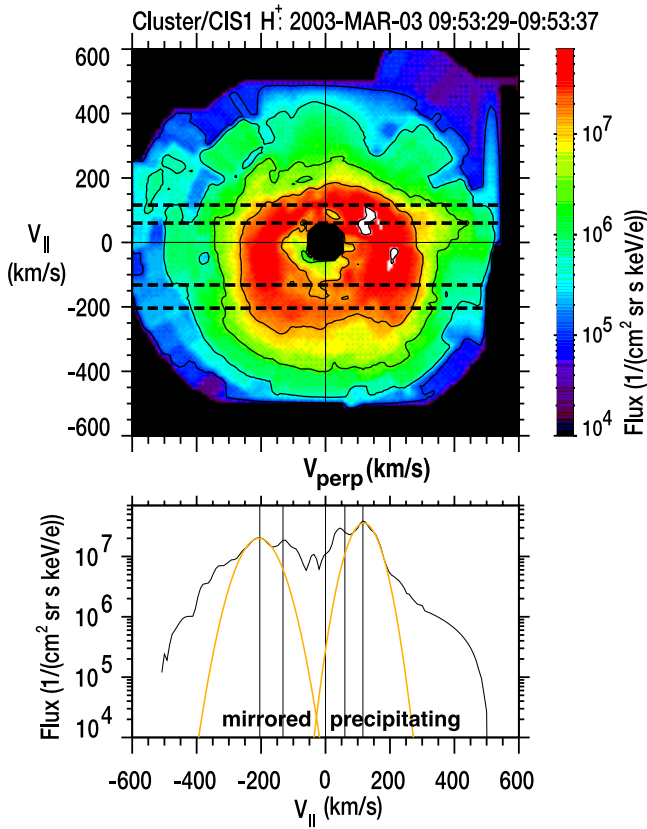 Cluster/CIS1 H+: 2003-MAR-03 09:53:29-09:53:37
600
400
200
0
-200
-400
-600
V||
(km/s)
10^7
10^6
10^5
10^4
Flux (1/(cm^2 sr s keV/e))
Vperp (km/s)
10^7
10^6
10^5
10^4
Flux (1/(cm^2 sr s keV/e))
mirrored precipitating
-600 -400 -200 0 200 400 600
V||